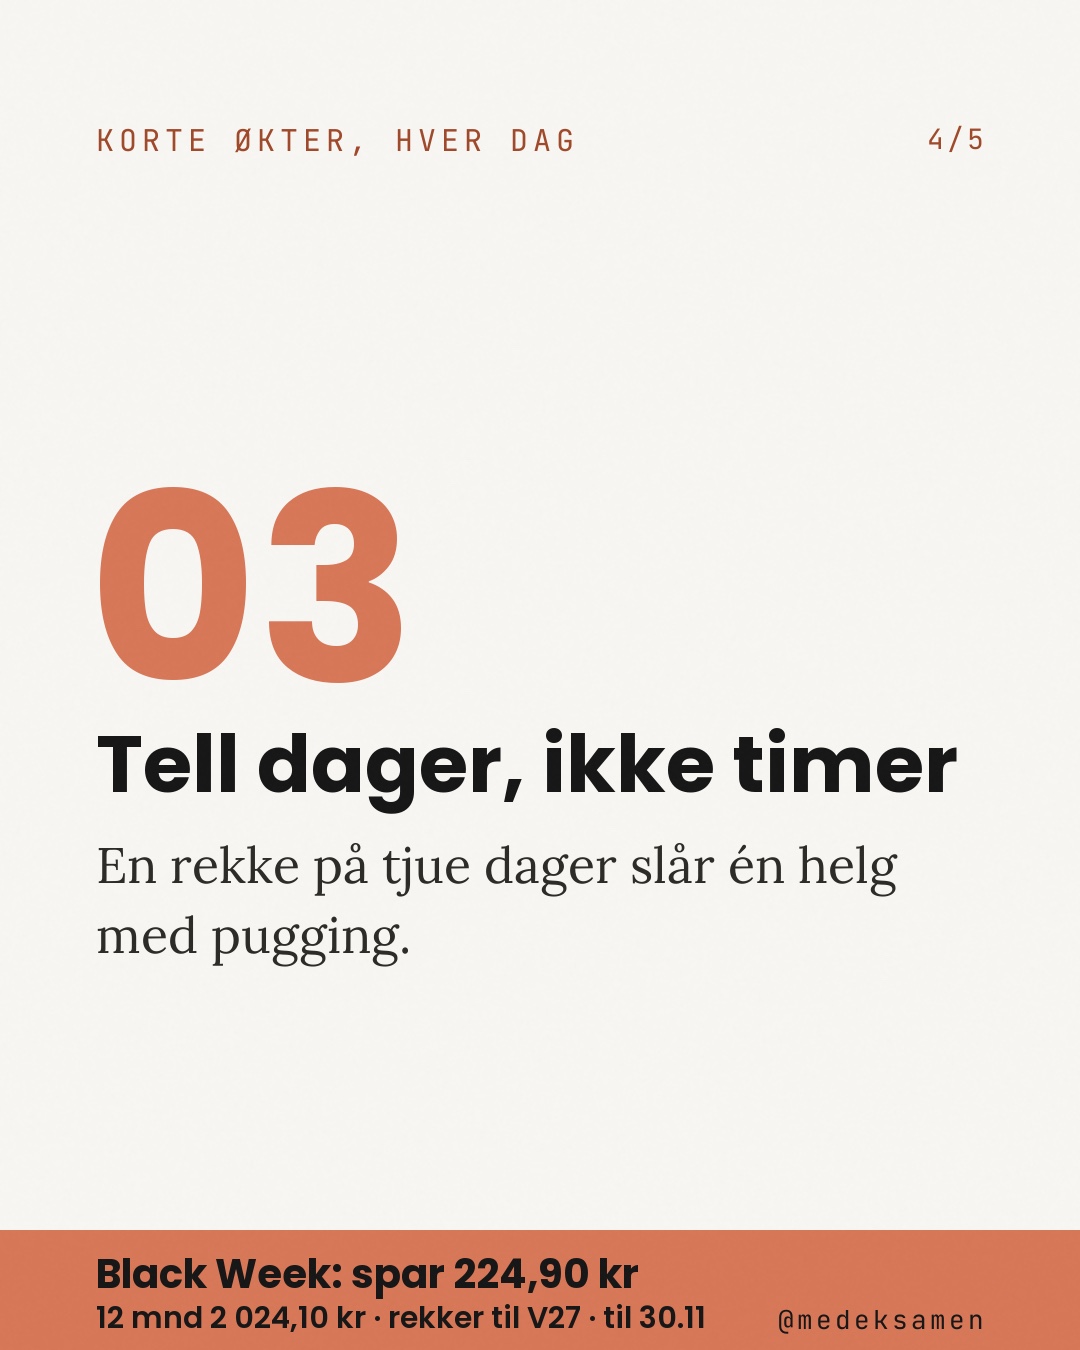 KORTE ØKTER, HVER DAG
4/5
03
Tell dager, ikke timer
En rekke på tjue dager slår én helg
med pugging.
Black Week: spar 224,90 kr
12 mnd 2 024,10 kr · rekker til V27 · til 30.11
@medeksamen